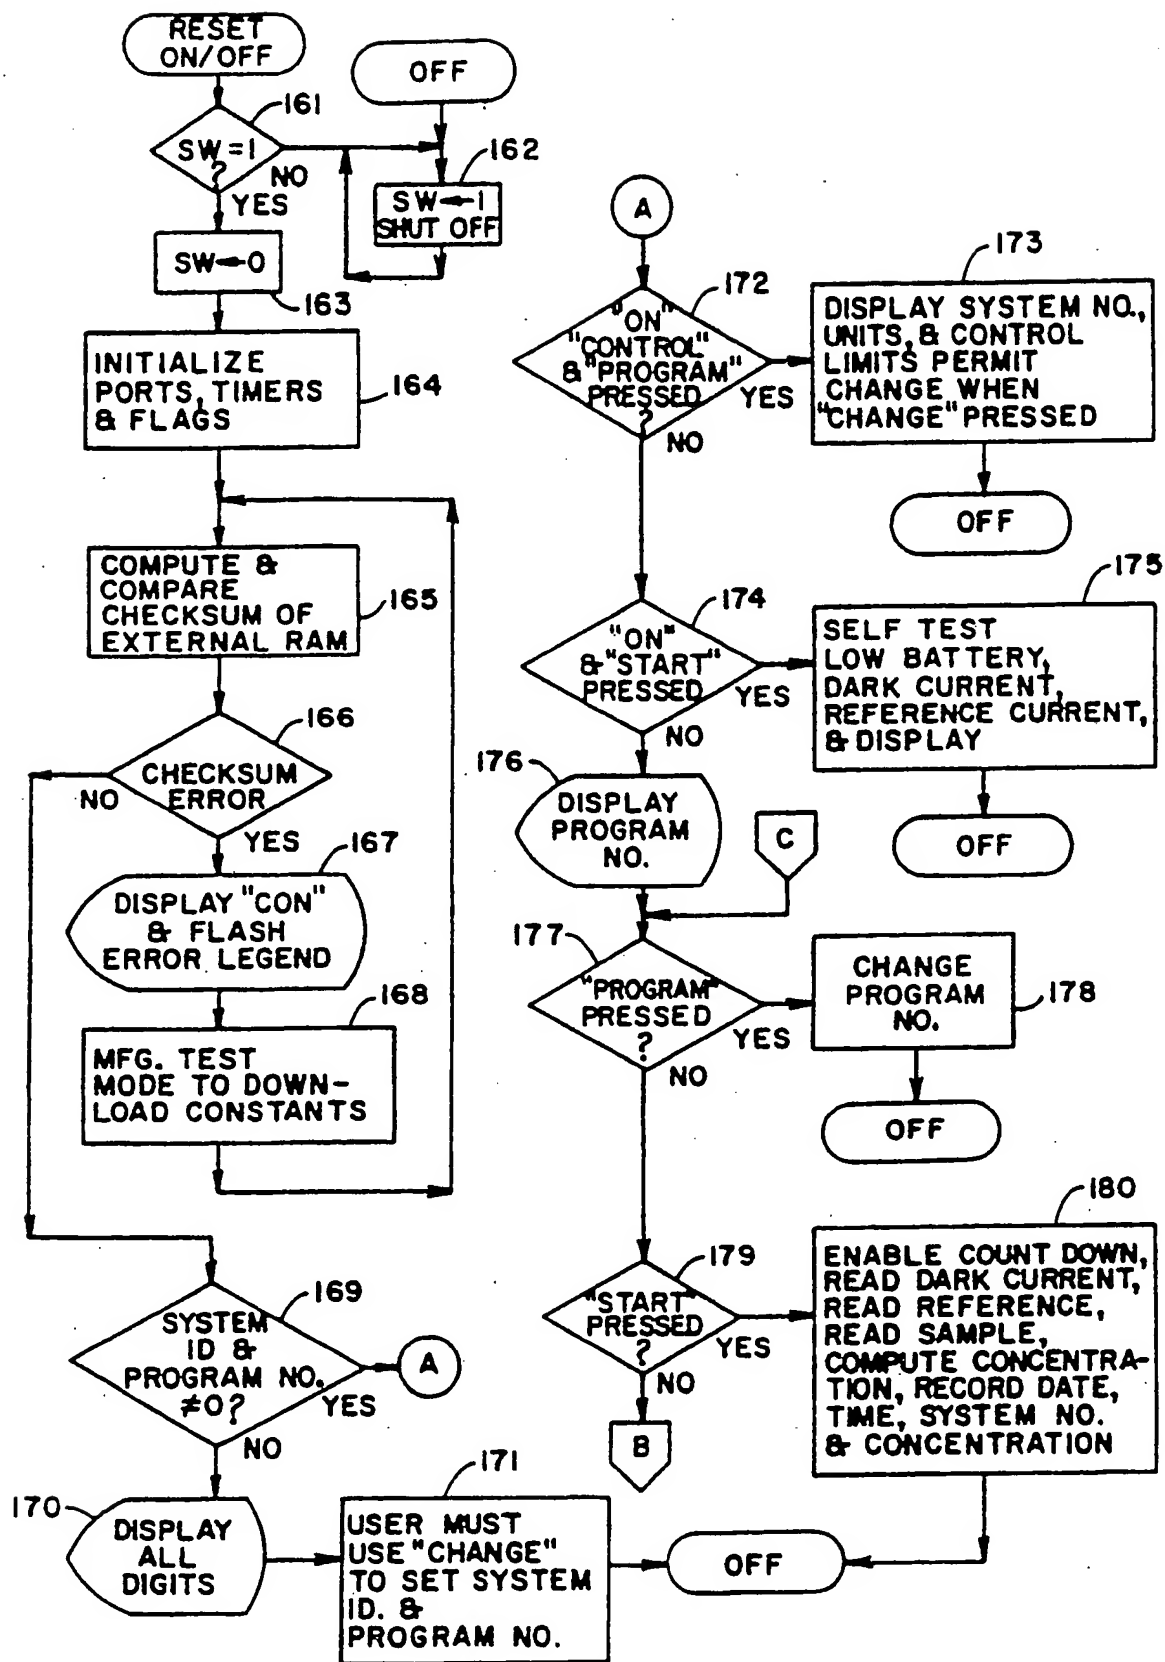 RESET
ON/OFF
OFF
161
SW=1
?
NO
YES
162
SW←1
SHUT OFF
SW←0
163
INITIALIZE
PORTS, TIMERS
& FLAGS
164
COMPUTE &
COMPARE
CHECKSUM OF
EXTERNAL RAM
165
166
CHECKSUM
ERROR
NO
YES
167
DISPLAY "CON"
& FLASH
ERROR LEGEND
168
MFG. TEST
MODE TO DOWN-
LOAD CONSTANTS
169
SYSTEM
ID &
PROGRAM NO.
≠0?
YES
A
NO
170
DISPLAY
ALL
DIGITS
171
USER MUST
USE "CHANGE"
TO SET SYSTEM
ID. &
PROGRAM NO.
OFF
A
172
"ON"
"CONTROL"
& "PROGRAM"
PRESSED
?
YES
NO
173
DISPLAY SYSTEM NO.,
UNITS, & CONTROL
LIMITS PERMIT
CHANGE WHEN
"CHANGE" PRESSED
OFF
174
"ON"
& "START"
PRESSED
YES
NO
175
SELF TEST
LOW BATTERY,
DARK CURRENT,
REFERENCE CURRENT,
& DISPLAY
OFF
176
DISPLAY
PROGRAM
NO.
C
177
"PROGRAM"
PRESSED
?
YES
NO
CHANGE
PROGRAM
NO.
178
OFF
179
"START"
PRESSED
?
YES
NO
B
180
ENABLE COUNT DOWN,
READ DARK CURRENT,
READ REFERENCE,
READ SAMPLE,
COMPUTE CONCENTRA-
TION, RECORD DATE,
TIME, SYSTEM NO.
& CONCENTRATION